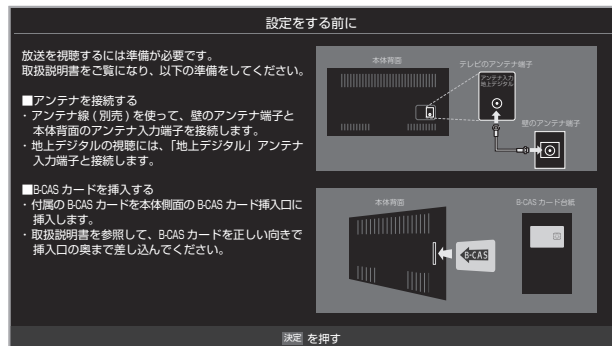 設定をする前に
放送を視聴するには準備が必要です。
取扱説明書をご覧になり、以下の準備をしてください。
■アンテナを接続する
・アンテナ線 ( 別売 ) を使って、壁のアンテナ端子と
本体背面のアンテナ入力端子を接続します。
・地上デジタルの視聴には、「地上デジタル」アンテナ
入力端子と接続します。
本体背面
テレビのアンテナ端子
アンテナ入力
地上デジタル
壁のアンテナ端子
■B-CAS カードを挿入する
・付属の B-CAS カードを本体側面の B-CAS カード挿入口に
挿入します。
・取扱説明書を参照して、B-CAS カードを正しい向きで
挿入口の奥まで差し込んでください。
本体背面
B-CAS
B-CAS カード台紙
決定 を押す